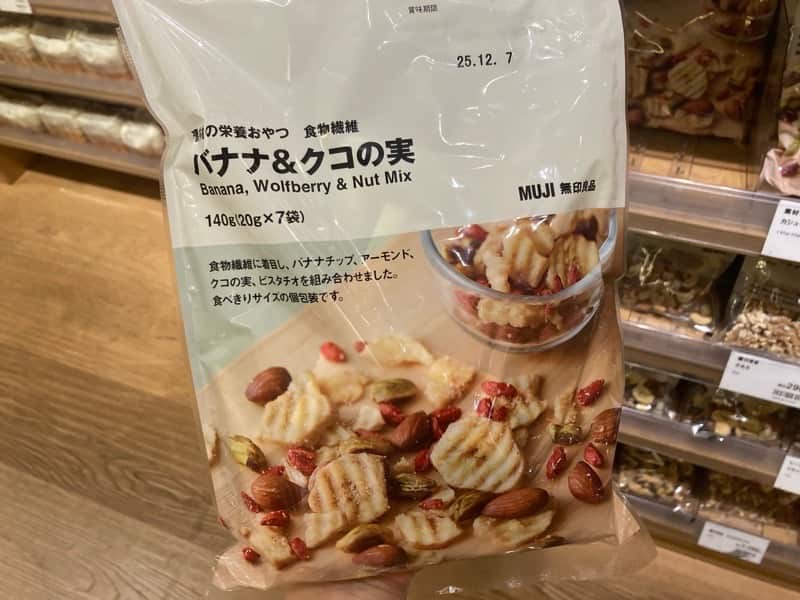 賞味期限
25.12. 7
の栄養おやつ 食物繊維
バナナ&クコの実
Banana, Wolfberry & Nut Mix
MUJI 無印良品
140g(20g×7袋)
食物繊維に着目し、バナナチップ、アーモンド、
クコの実、ピスタチオを組み合わせました。
食べきりサイズの個包装です。